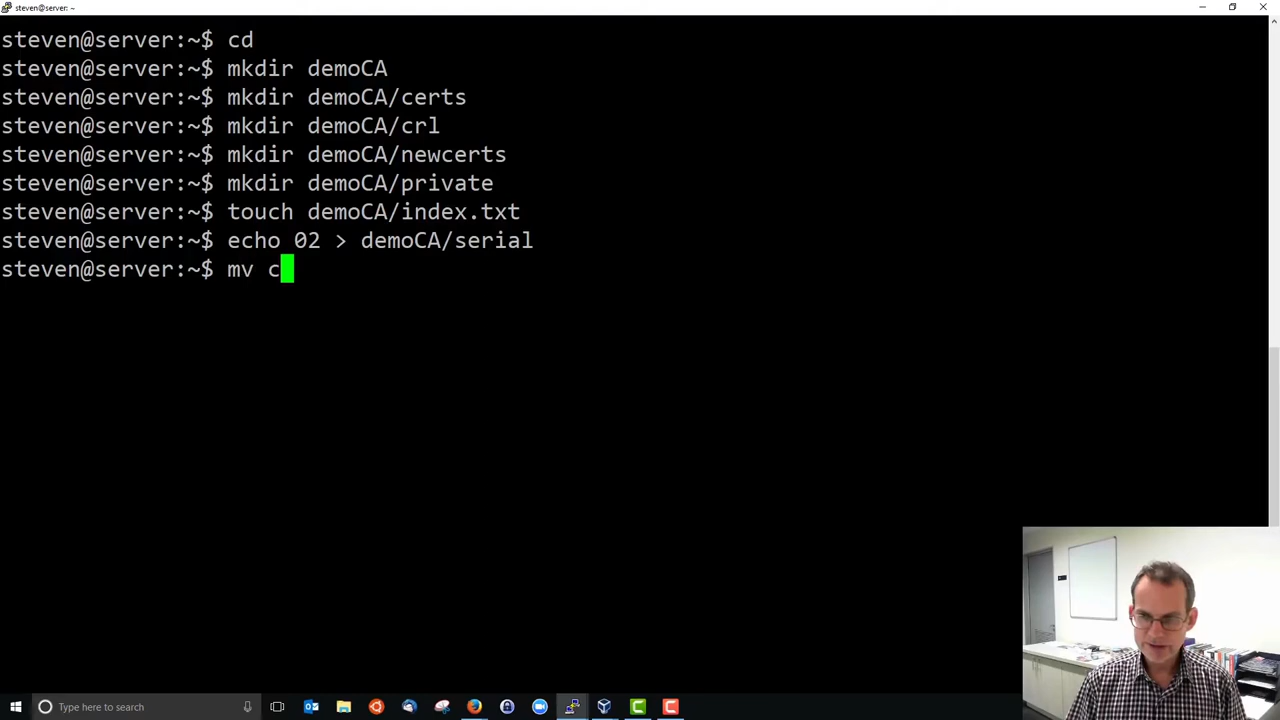 steven@server: ~
steven@server:~$ cd
steven@server:~$ mkdir demoCA
steven@server:~$ mkdir demoCA/certs
steven@server:~$ mkdir demoCA/crl
steven@server:~$ mkdir demoCA/newcerts
steven@server:~$ mkdir demoCA/private
steven@server:~$ touch demoCA/index.txt
steven@server:~$ echo 02 > demoCA/serial
steven@server:~$ mv c
Type here to search